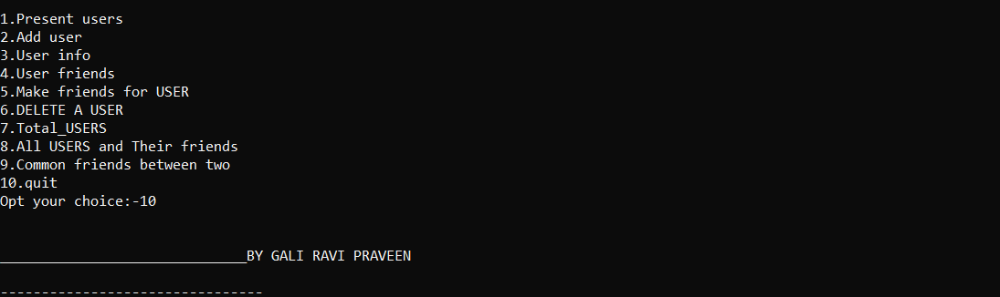 1.Present users
2.Add user
3.User info
4.User friends
5.Make friends for USER
6.DELETE A USER
7.Total_USERS
8.All USERS and Their friends
9.Common friends between two
10.quit
Opt your choice:-10
______________________________BY GALI RAVI PRAVEEN
--------------------------------